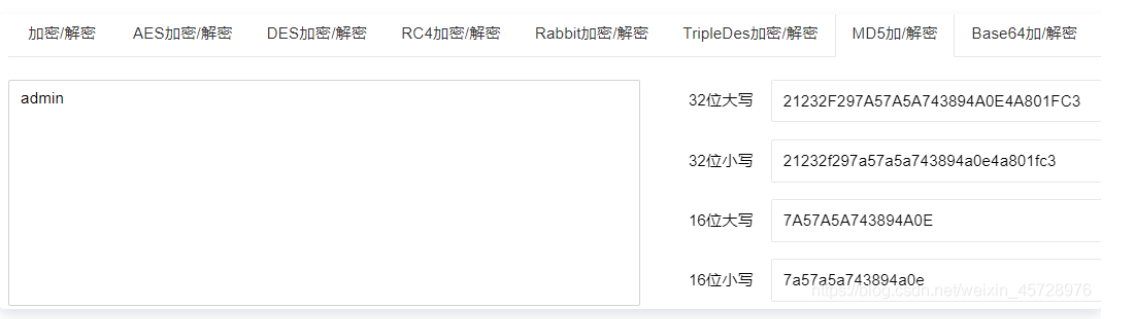 加密/解密 AES加密/解密 DES加密/解密 RC4加密/解密 Rabbit加密/解密 TripleDes加密/解密 MD5加/解密 Base64加/解密
admin
32位大写 21232F297A57A5A743894A0E4A801FC3
32位小写 21232f297a57a5a743894a0e4a801fc3
16位大写 7A57A5A743894A0E
16位小写 7a57a5a743894a0e
https://blog.csdn.net/weixin_45728976